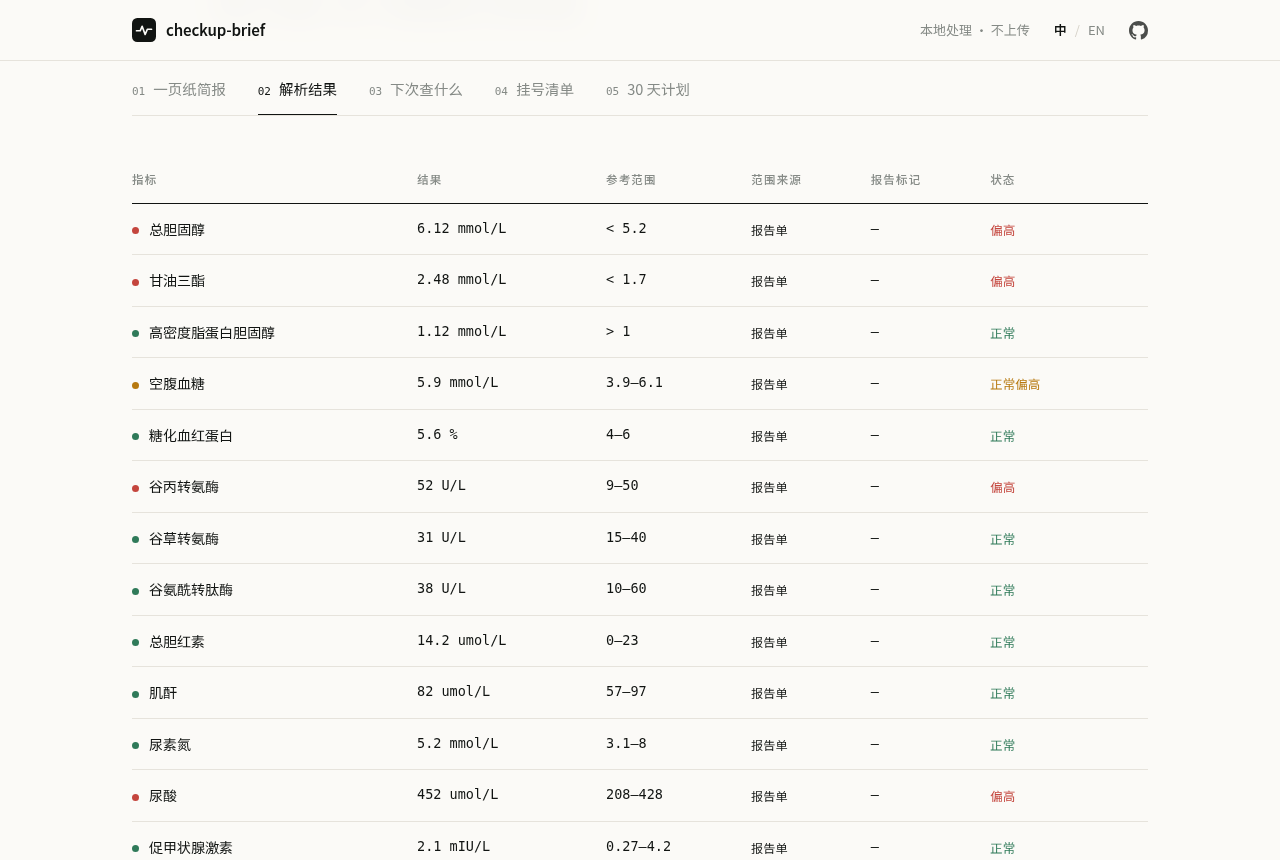 checkup-brief
本地处理 · 不上传 中 / EN
01 一页纸简报 02 解析结果 03 下次查什么 04 挂号清单 05 30 天计划
指标 结果 参考范围 范围来源 报告标记 状态
总胆固醇 6.12 mmol/L < 5.2 报告单 — 偏高
甘油三酯 2.48 mmol/L < 1.7 报告单 — 偏高
高密度脂蛋白胆固醇 1.12 mmol/L > 1 报告单 — 正常
空腹血糖 5.9 mmol/L 3.9–6.1 报告单 — 正常偏高
糖化血红蛋白 5.6 % 4–6 报告单 — 正常
谷丙转氨酶 52 U/L 9–50 报告单 — 偏高
谷草转氨酶 31 U/L 15–40 报告单 — 正常
谷氨酰转肽酶 38 U/L 10–60 报告单 — 正常
总胆红素 14.2 umol/L 0–23 报告单 — 正常
肌酐 82 umol/L 57–97 报告单 — 正常
尿素氮 5.2 mmol/L 3.1–8 报告单 — 正常
尿酸 452 umol/L 208–428 报告单 — 偏高
促甲状腺激素 2.1 mIU/L 0.27–4.2 报告单 — 正常